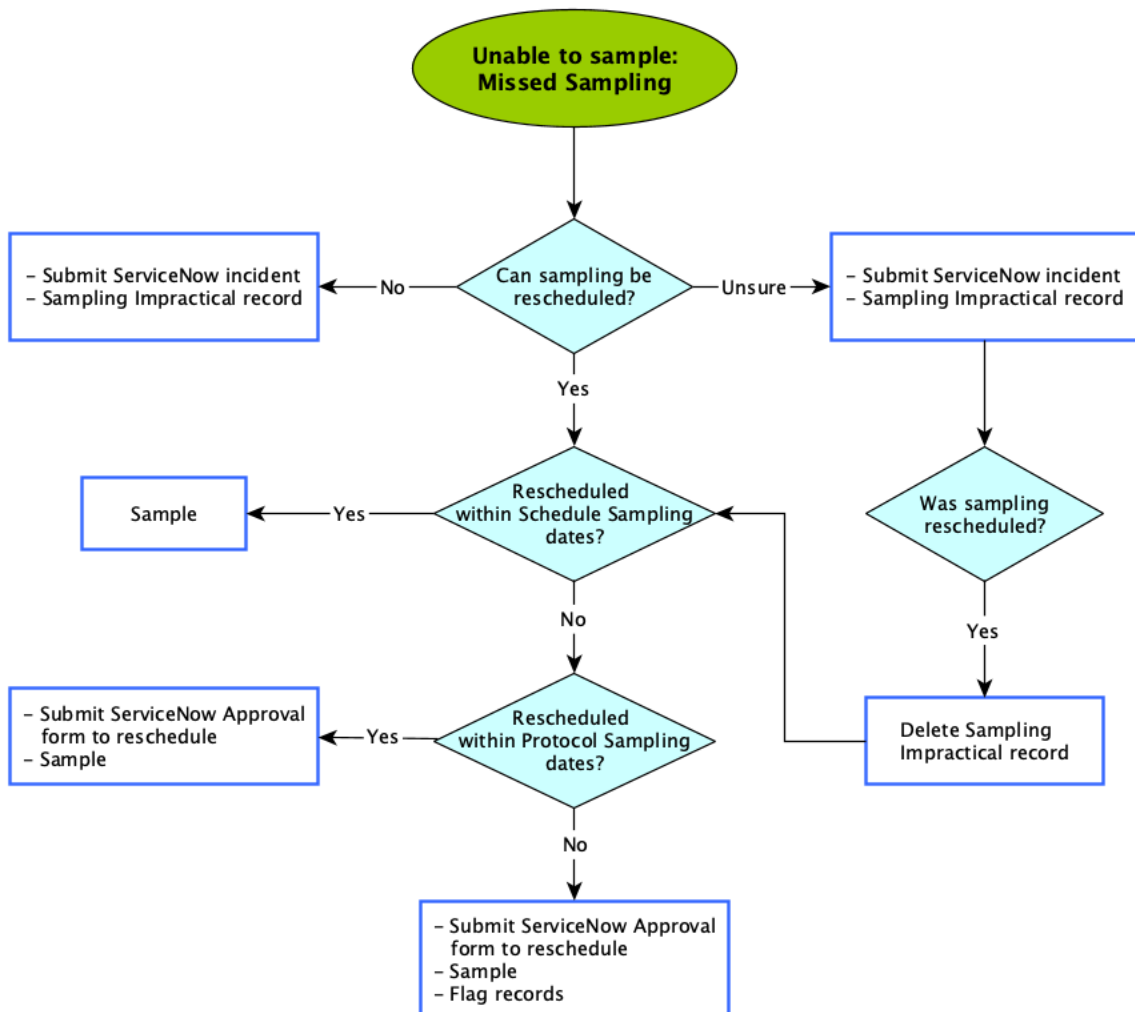 Unable to sample:
Missed Sampling
Can sampling be
rescheduled?
No
Unsure
Yes
– Submit ServiceNow incident
– Sampling Impractical record
– Submit ServiceNow incident
– Sampling Impractical record
Rescheduled
within Schedule Sampling
dates?
Yes
Sample
No
Was sampling
rescheduled?
Yes
Delete Sampling
Impractical record
Rescheduled
within Protocol Sampling
dates?
Yes
– Submit ServiceNow Approval
form to reschedule
– Sample
No
– Submit ServiceNow Approval
form to reschedule
– Sample
– Flag records